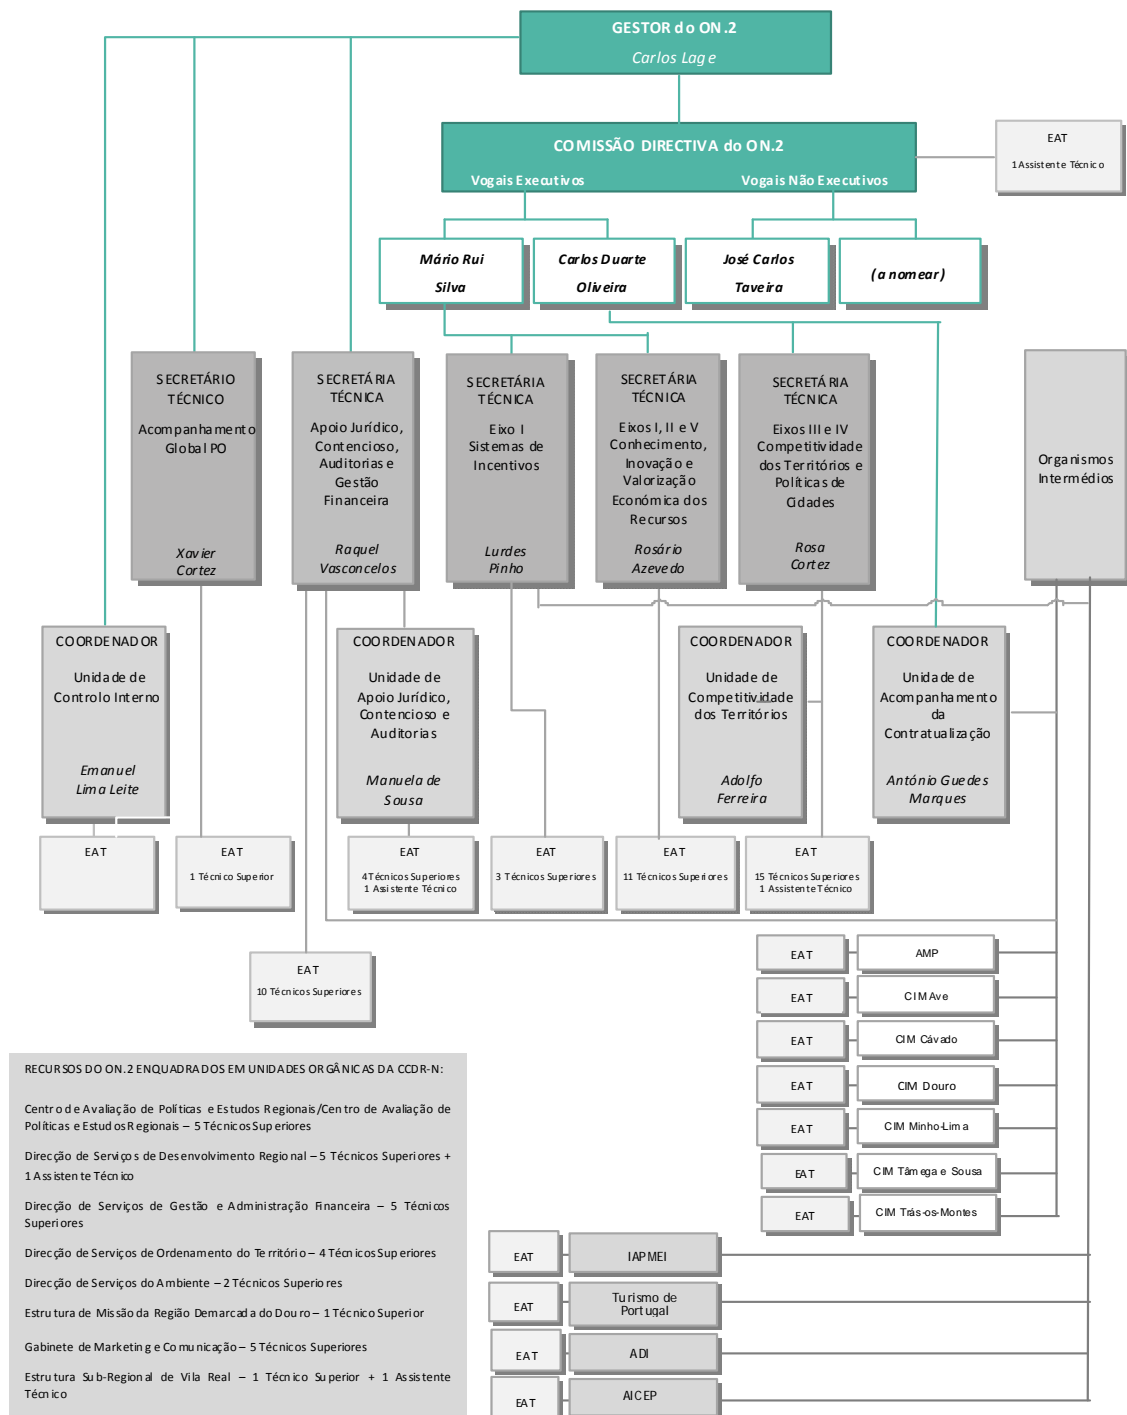 GESTOR do ON.2
Carlos Lage
COMISSÃO DIRECTIVA do ON.2
Vogais Executivos
Vogais Não Executivos
EAT
1 Assistente Técnico
Mário Rui
Silva
Carlos Duarte
Oliveira
José Carlos
Taveira
(a nomear)
SECRETÁRIO
TÉCNICO
Acompanhamento
Global PO
Xavier
Cortez
SECRETÁRIA
TÉCNICA
Apoio Jurídico,
Contencioso,
Auditorias e
Gestão
Financeira
Raquel
Vasconcelos
SECRETÁRIA
TÉCNICA
Eixo I
Sistemas de
Incentivos
Lurdes
Pinho
SECRETÁRIA
TÉCNICA
Eixos I, II e V
Conhecimento,
Inovação e
Valorização
Económica dos
Recursos
Rosário
Azevedo
SECRETÁRIA
TÉCNICA
Eixos III e IV
Competitividade
dos Territórios e
Políticas de
Cidades
Rosa
Cortez
Organismos
Intermédios
COORDENADOR
Unidade de
Controlo Interno
Emanuel
Lima Leite
COORDENADOR
Unidade de
Apoio Jurídico,
Contencioso e
Auditorias
Manuela de
Sousa
COORDENADOR
Unidade de
Competitividade
dos Territórios
Adolfo
Ferreira
COORDENADOR
Unidade de
Acompanhamento
da
Contratualização
António Guedes
Marques
EAT
EAT
1 Técnico Superior
EAT
4 Técnicos Superiores
1 Assistente Técnico
EAT
3 Técnicos Superiores
EAT
11 Técnicos Superiores
EAT
15 Técnicos Superiores
1 Assistente Técnico
EAT
10 Técnicos Superiores
EAT
AMP
EAT
CIM Ave
EAT
CIM Cávado
EAT
CIM Douro
EAT
CIM Minho-Lima
EAT
CIM Tâmega e Sousa
EAT
CIM Trás-os-Montes
EAT
IAPMEI
EAT
Turismo de
Portugal
EAT
ADI
EAT
AICEP
RECURSOS DO ON.2 ENQUADRADOS EM UNIDADES ORGÂNICAS DA CCDR-N:
Centro de Avaliação de Políticas e Estudos Regionais/Centro de Avaliação de
Políticas e Estudos Regionais – 5 Técnicos Superiores
Direcção de Serviços de Desenvolvimento Regional – 5 Técnicos Superiores +
1 Assistente Técnico
Direcção de Serviços de Gestão e Administração Financeira – 5 Técnicos
Superiores
Direcção de Serviços de Ordenamento do Território – 4 Técnicos Superiores
Direcção de Serviços do Ambiente – 2 Técnicos Superiores
Estrutura de Missão da Região Demarcada do Douro – 1 Técnico Superior
Gabinete de Marketing e Comunicação – 5 Técnicos Superiores
Estrutura Sub-Regional de Vila Real – 1 Técnico Superior + 1 Assistente
Técnico